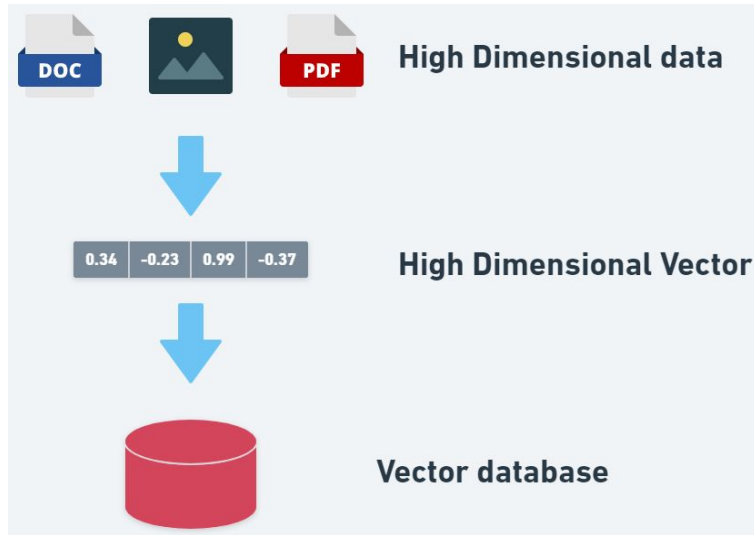 DOC
PDF
High Dimensional data
0.34 -0.23 0.99 -0.37
High Dimensional Vector
Vector database